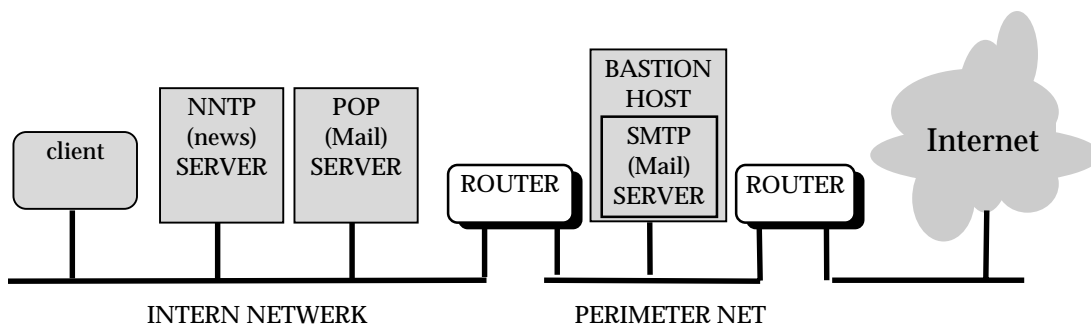 client
NNTP
(news)
SERVER
POP
(Mail)
SERVER
ROUTER
BASTION
HOST
SMTP
(Mail)
SERVER
ROUTER
Internet
INTERN NETWERK
PERIMETER NET